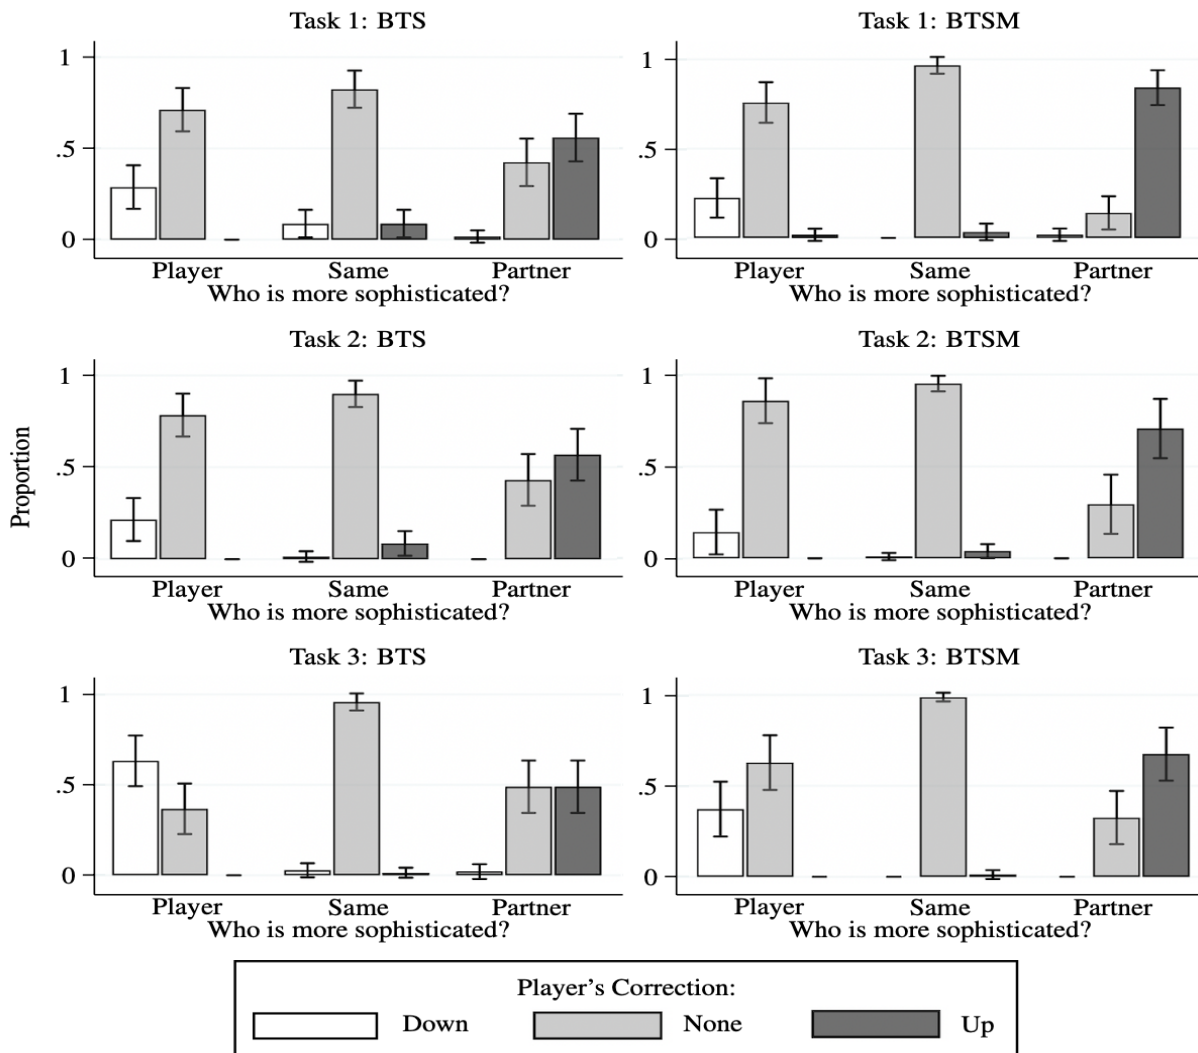 Task 1: BTS
1
.5
0
Player Same Partner
Who is more sophisticated?
Task 1: BTSM
1
.5
0
Player Same Partner
Who is more sophisticated?
Proportion
Task 2: BTS
1
.5
0
Player Same Partner
Who is more sophisticated?
Task 2: BTSM
1
.5
0
Player Same Partner
Who is more sophisticated?
Task 3: BTS
1
.5
0
Player Same Partner
Who is more sophisticated?
Task 3: BTSM
1
.5
0
Player Same Partner
Who is more sophisticated?
Player's Correction:
Down None Up